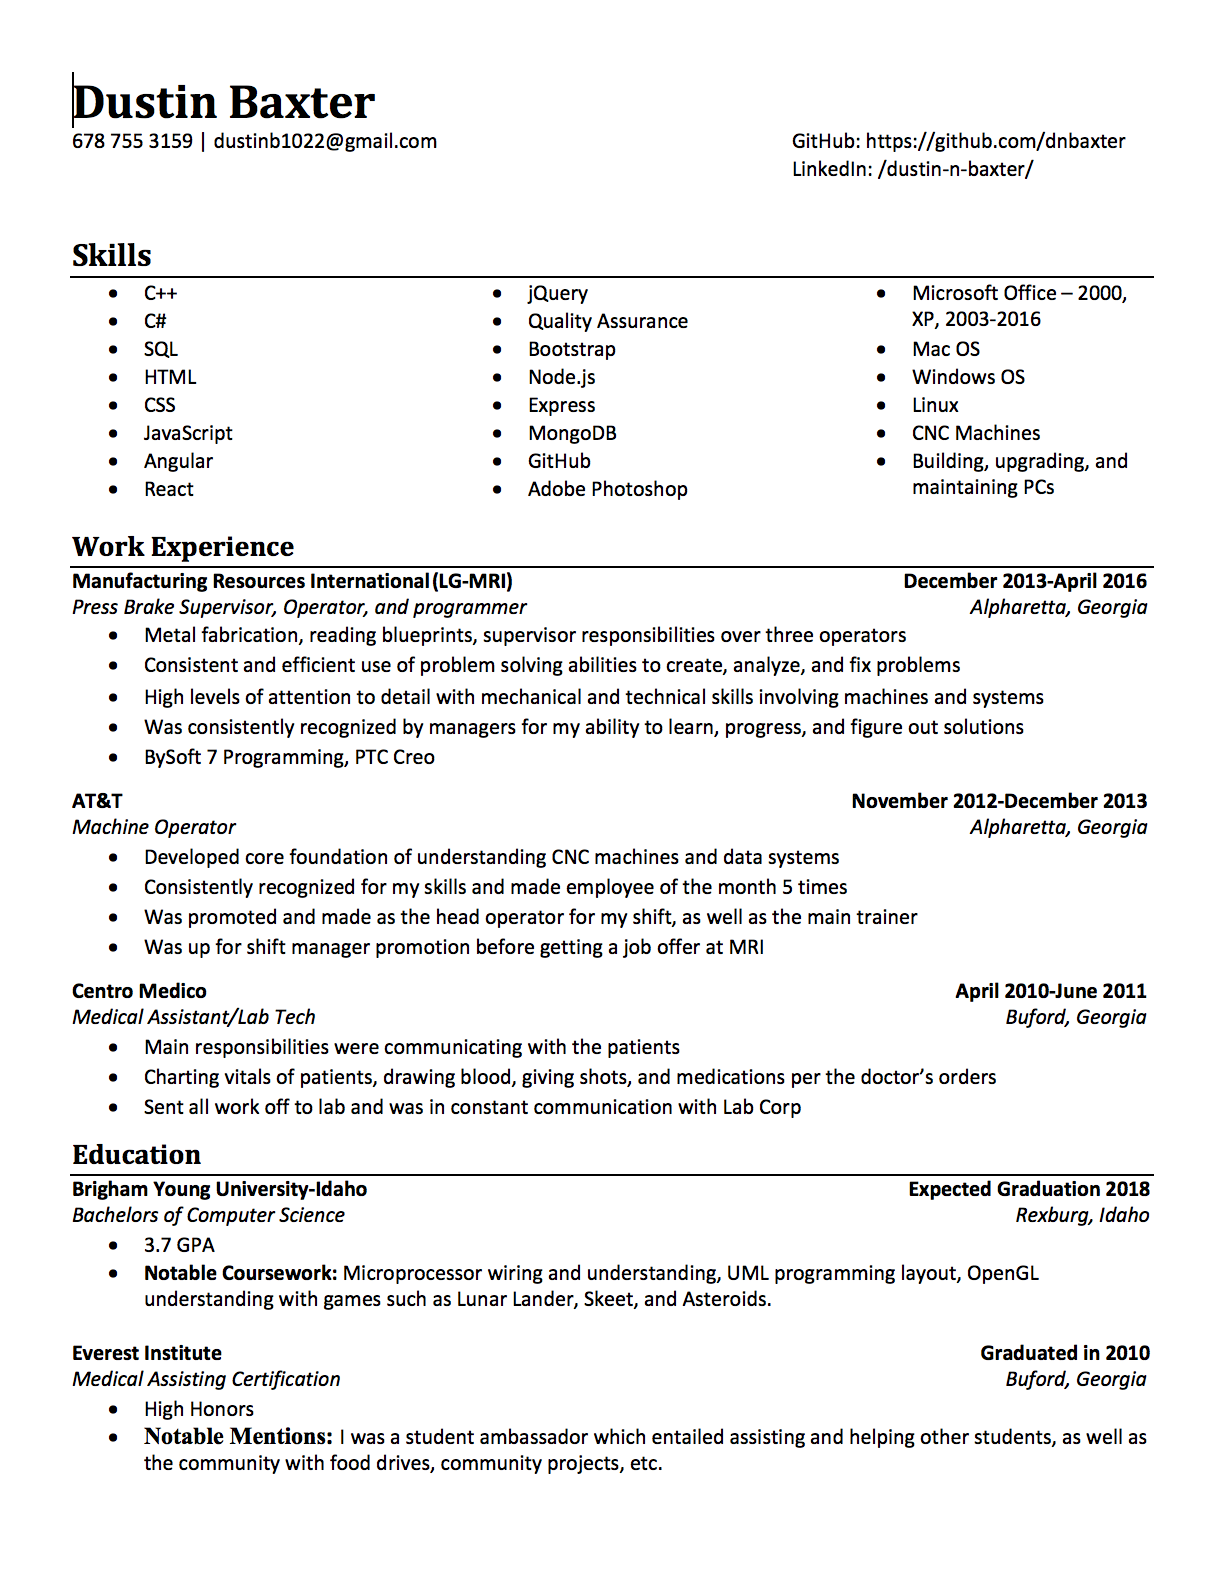 Dustin Baxter
678 755 3159 | dustinb1022@gmail.com
GitHub: https://github.com/dnbaxter
LinkedIn: /dustin-n-baxter/
Skills
• C++
• C#
• SQL
• HTML
• CSS
• JavaScript
• Angular
• React
• jQuery
• Quality Assurance
• Bootstrap
• Node.js
• Express
• MongoDB
• GitHub
• Adobe Photoshop
• Microsoft Office – 2000,
XP, 2003-2016
• Mac OS
• Windows OS
• Linux
• CNC Machines
• Building, upgrading, and
maintaining PCs
Work Experience
Manufacturing Resources International (LG-MRI) December 2013-April 2016
Press Brake Supervisor, Operator, and programmer Alpharetta, Georgia
• Metal fabrication, reading blueprints, supervisor responsibilities over three operators
• Consistent and efficient use of problem solving abilities to create, analyze, and fix problems
• High levels of attention to detail with mechanical and technical skills involving machines and systems
• Was consistently recognized by managers for my ability to learn, progress, and figure out solutions
• BySoft 7 Programming, PTC Creo
AT&T November 2012-December 2013
Machine Operator Alpharetta, Georgia
• Developed core foundation of understanding CNC machines and data systems
• Consistently recognized for my skills and made employee of the month 5 times
• Was promoted and made as the head operator for my shift, as well as the main trainer
• Was up for shift manager promotion before getting a job offer at MRI
Centro Medico April 2010-June 2011
Medical Assistant/Lab Tech Buford, Georgia
• Main responsibilities were communicating with the patients
• Charting vitals of patients, drawing blood, giving shots, and medications per the doctor’s orders
• Sent all work off to lab and was in constant communication with Lab Corp
Education
Brigham Young University-Idaho Expected Graduation 2018
Bachelors of Computer Science Rexburg, Idaho
• 3.7 GPA
• Notable Coursework: Microprocessor wiring and understanding, UML programming layout, OpenGL
understanding with games such as Lunar Lander, Skeet, and Asteroids.
Everest Institute Graduated in 2010
Medical Assisting Certification Buford, Georgia
• High Honors
• Notable Mentions: I was a student ambassador which entailed assisting and helping other students, as well as
the community with food drives, community projects, etc.